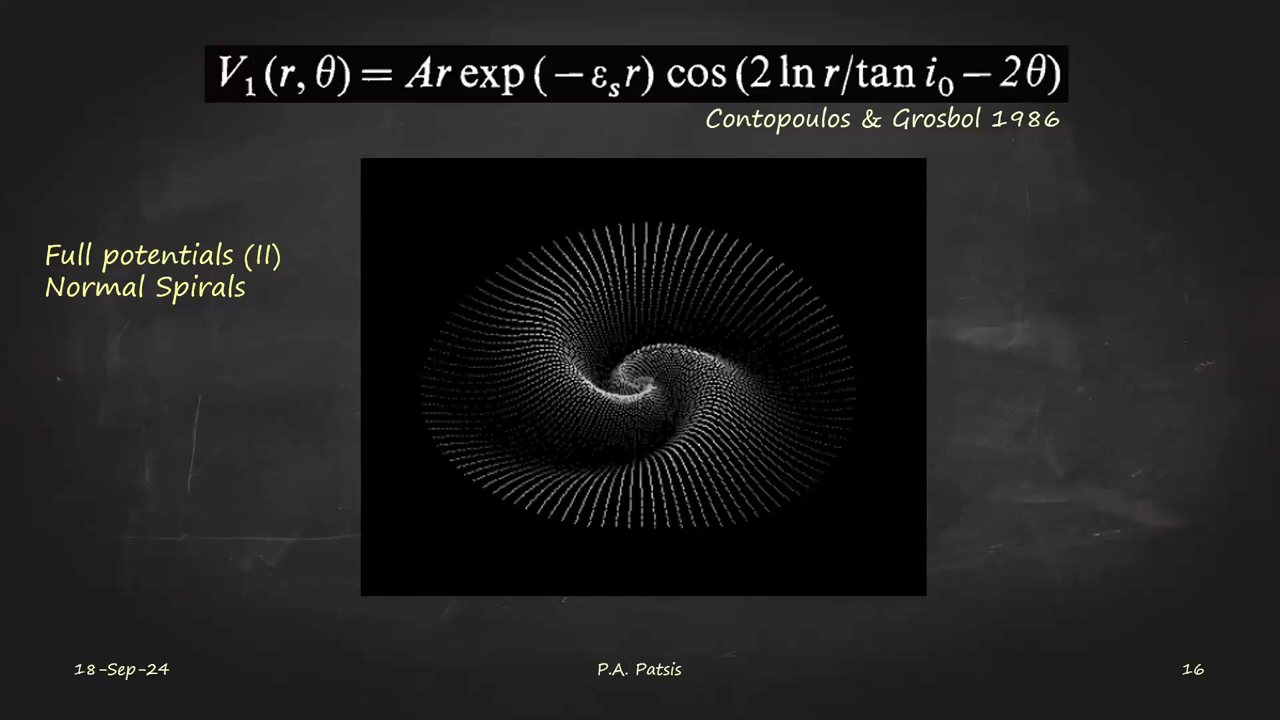 V₁(r, θ) = Ar exp (−εₛr) cos (2 ln r/tan i₀ − 2θ)
Contopoulos & Grosbol 1986
Full potentials (II)
Normal Spirals
18-Sep-24
P.A. Patsis
16